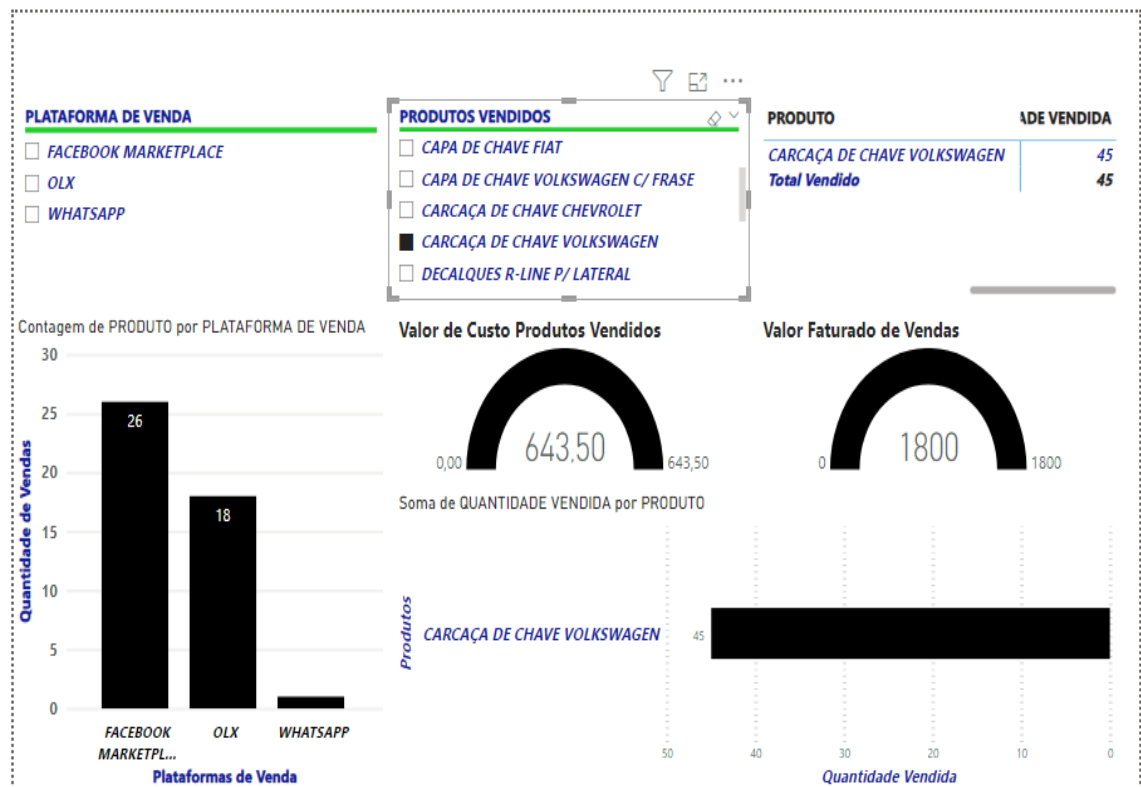 PLATAFORMA DE VENDA
FACEBOOK MARKETPLACE
OLX
WHATSAPP
PRODUTOS VENDIDOS
CAPA DE CHAVE FIAT
CAPA DE CHAVE VOLKSWAGEN C/ FRASE
CARCAÇA DE CHAVE CHEVROLET
CARCAÇA DE CHAVE VOLKSWAGEN
DECALQUES R-LINE P/ LATERAL
PRODUTO ADE VENDIDA
CARCAÇA DE CHAVE VOLKSWAGEN 45
Total Vendido 45
Contagem de PRODUTO por PLATAFORMA DE VENDA
30
25
20
15
10
5
0
Quantidade de Vendas
26
18
FACEBOOK
MARKETPL...
OLX
WHATSAPP
Plataformas de Venda
Valor de Custo Produtos Vendidos
643,50
0,00 643,50
Valor Faturado de Vendas
1800
0 1800
Soma de QUANTIDADE VENDIDA por PRODUTO
Produtos
CARCAÇA DE CHAVE VOLKSWAGEN 45
50 40 30 20 10 0
Quantidade Vendida